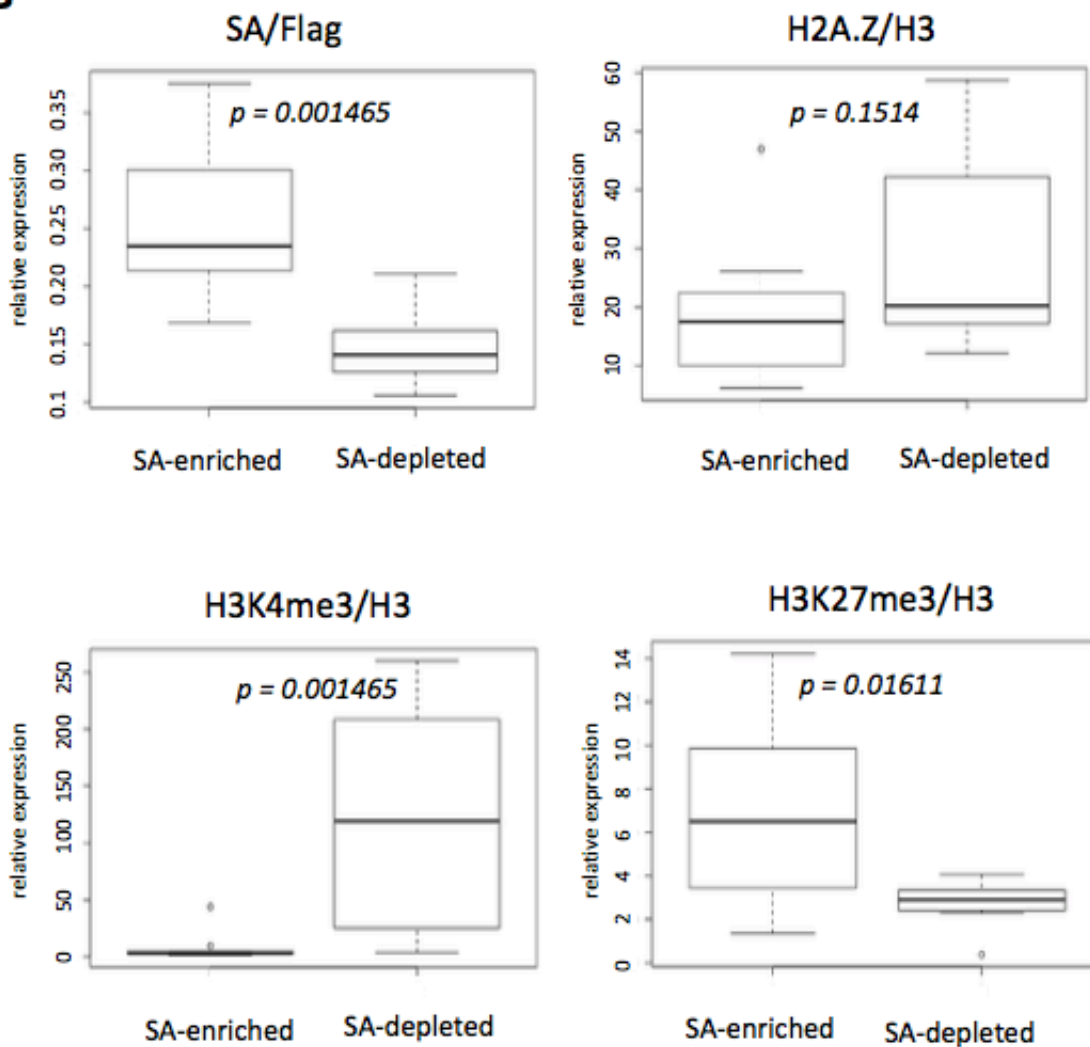 SA/Flag
p = 0.001465
relative expression
0.35
0.30
0.25
0.20
0.15
0.1
SA-enriched SA-depleted
H2A.Z/H3
p = 0.1514
relative expression
60
50
40
30
20
10
SA-enriched SA-depleted
H3K4me3/H3
p = 0.001465
relative expression
250
200
150
100
50
0
SA-enriched SA-depleted
H3K27me3/H3
p = 0.01611
relative expression
14
12
10
8
6
4
2
0
SA-enriched SA-depleted